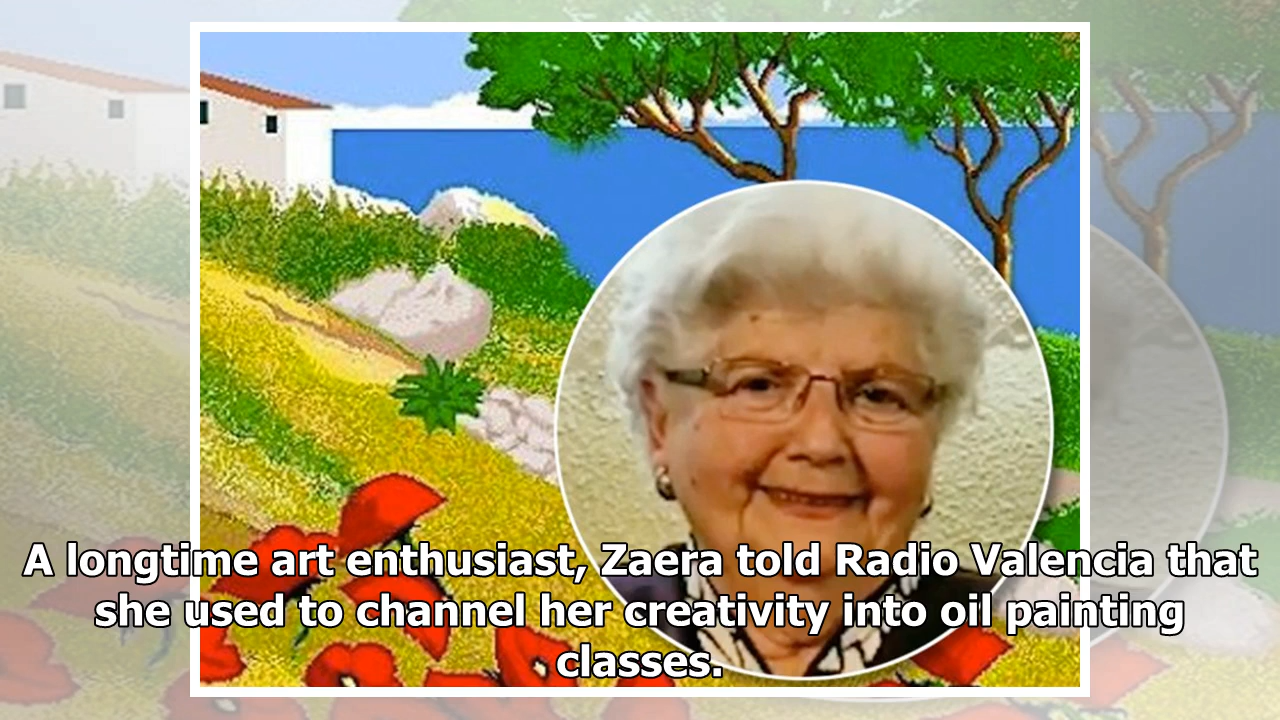 A longtime art enthusiast, Zaera told Radio Valencia that
she used to channel her creativity into oil painting
classes.